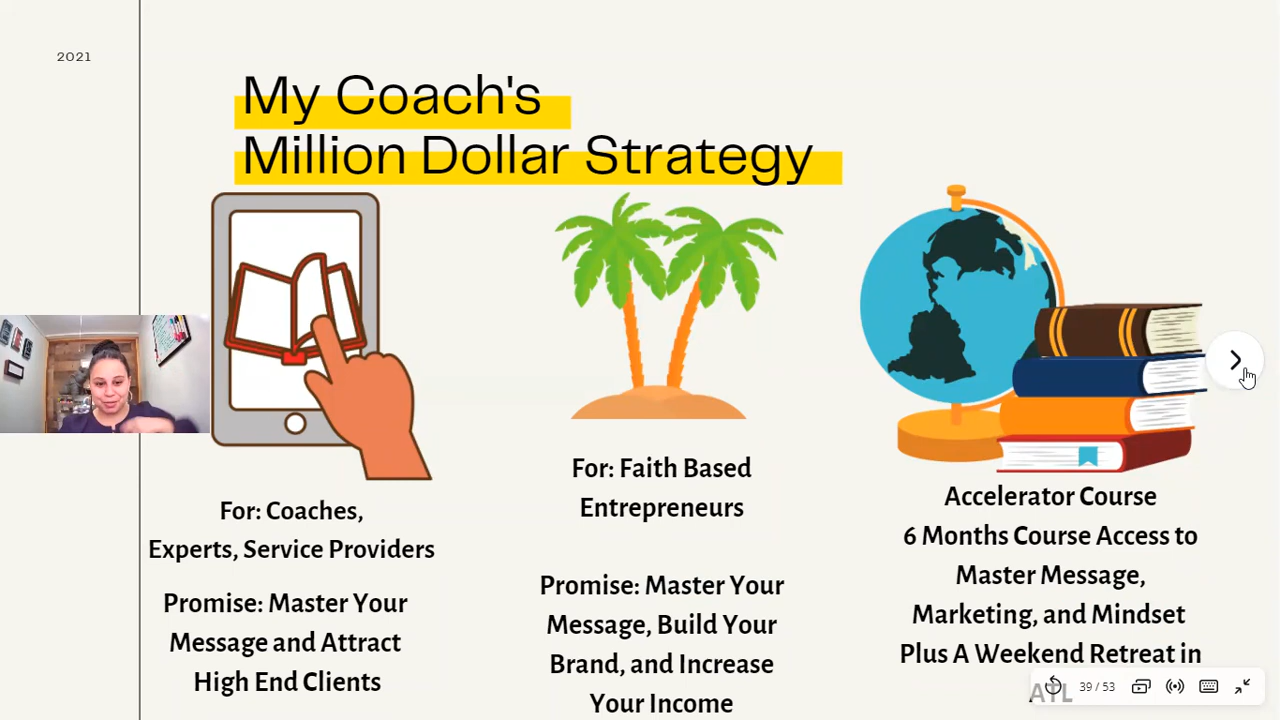 2021
My Coach's
Million Dollar Strategy
For: Coaches,
Experts, Service Providers
Promise: Master Your
Message and Attract
High End Clients
For: Faith Based
Entrepreneurs
Promise: Master Your
Message, Build Your
Brand, and Increase
Your Income
Accelerator Course
6 Months Course Access to
Master Message,
Marketing, and Mindset
Plus A Weekend Retreat in
ATL
39 / 53